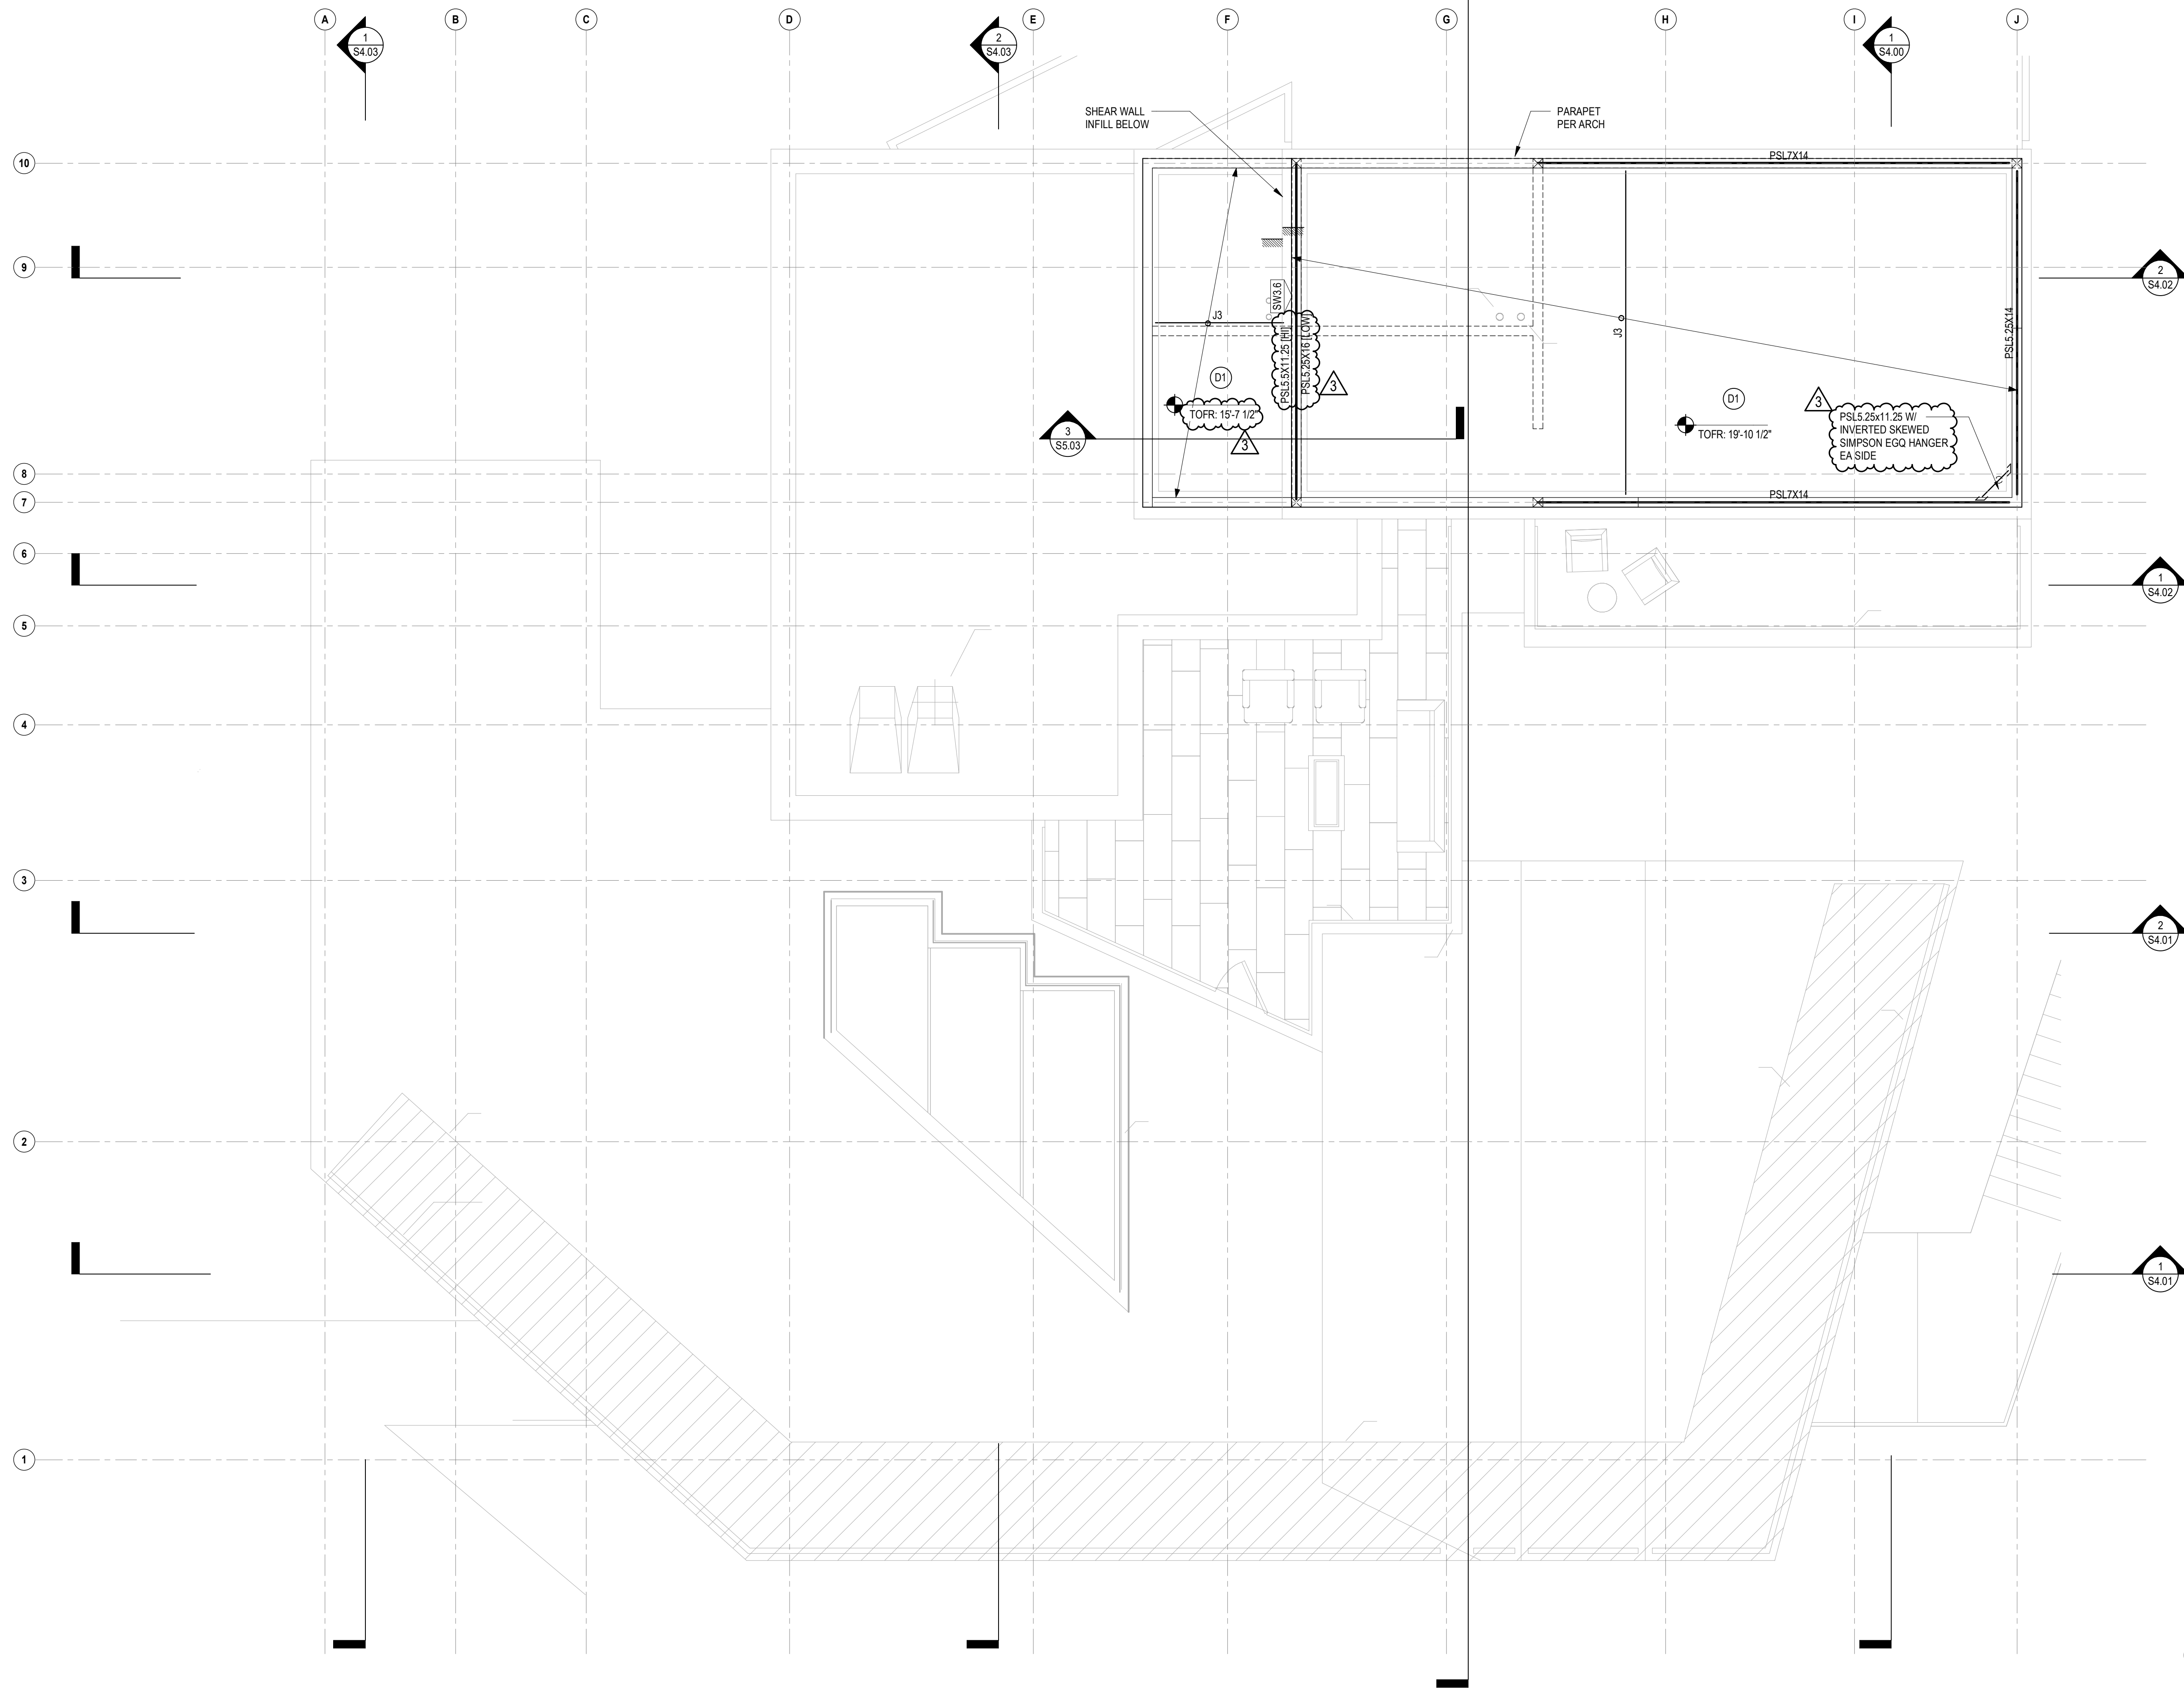 A
B
C
D
E
F
G
H
I
J
1
S4.03
2
S4.03
1
S4.00
SHEAR WALL
INFILL BELOW
PARAPET
PER ARCH
10
PSL7X14
9
2
S4.02
SW3.6
J3
J3
PSL5.5X11.25 [HI]
PSL5.25X16 [LOW]
PSL5.25X14
D1
3
TOFR: 15'-7 1/2"
3
D1
TOFR: 19'-10 1/2"
3
PSL5.25x11.25 W/
INVERTED SKEWED
SIMPSON EGQ HANGER
EA SIDE
3
S5.03
8
7
PSL7X14
6
1
S4.02
5
4
3
2
S4.01
2
1
S4.01
1